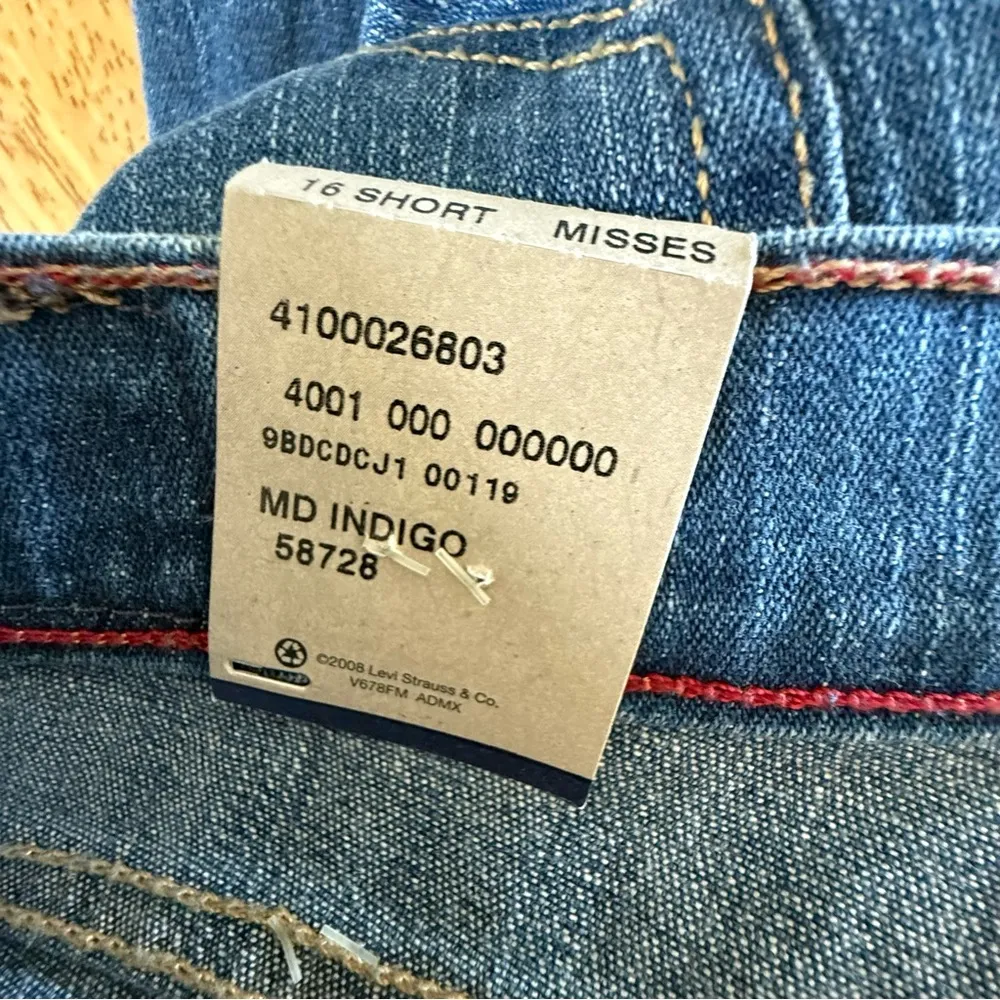 16 SHORT MISSES
4100026803
4001 000 000000
9BDCDCJ1 00119
MD INDIGO
58728
©2008 Levi Strauss & Co.
V678FM ADMX